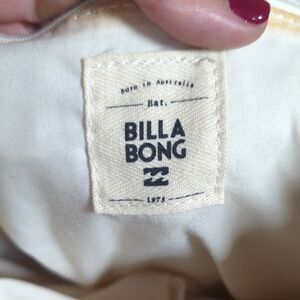 Born in Australia
Est.
BILLA
BONG
1973